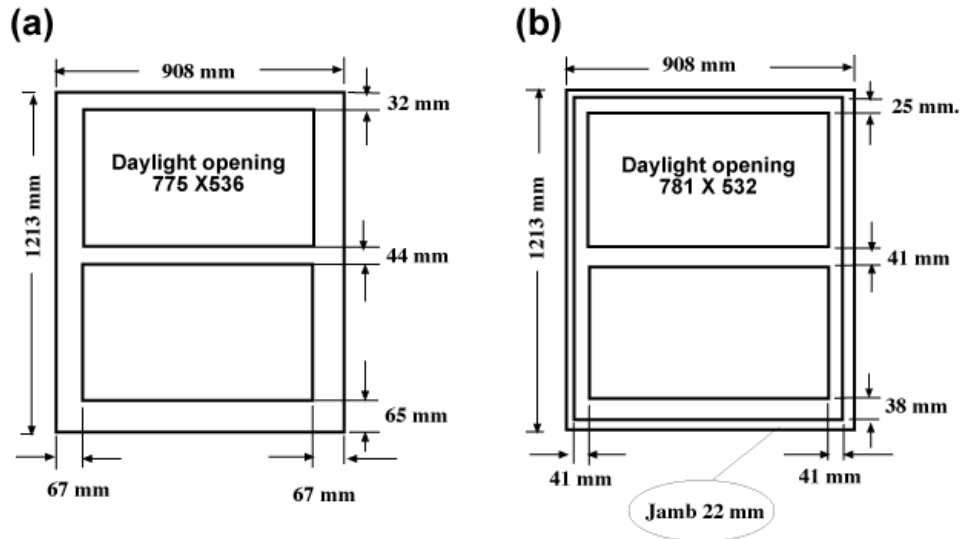 (a)
908 mm
32 mm
Daylight opening
775 X536
1213 mm
44 mm
65 mm
67 mm
67 mm
(b)
908 mm
25 mm.
Daylight opening
781 X 532
1213 mm
41 mm
38 mm
41 mm
41 mm
Jamb 22 mm